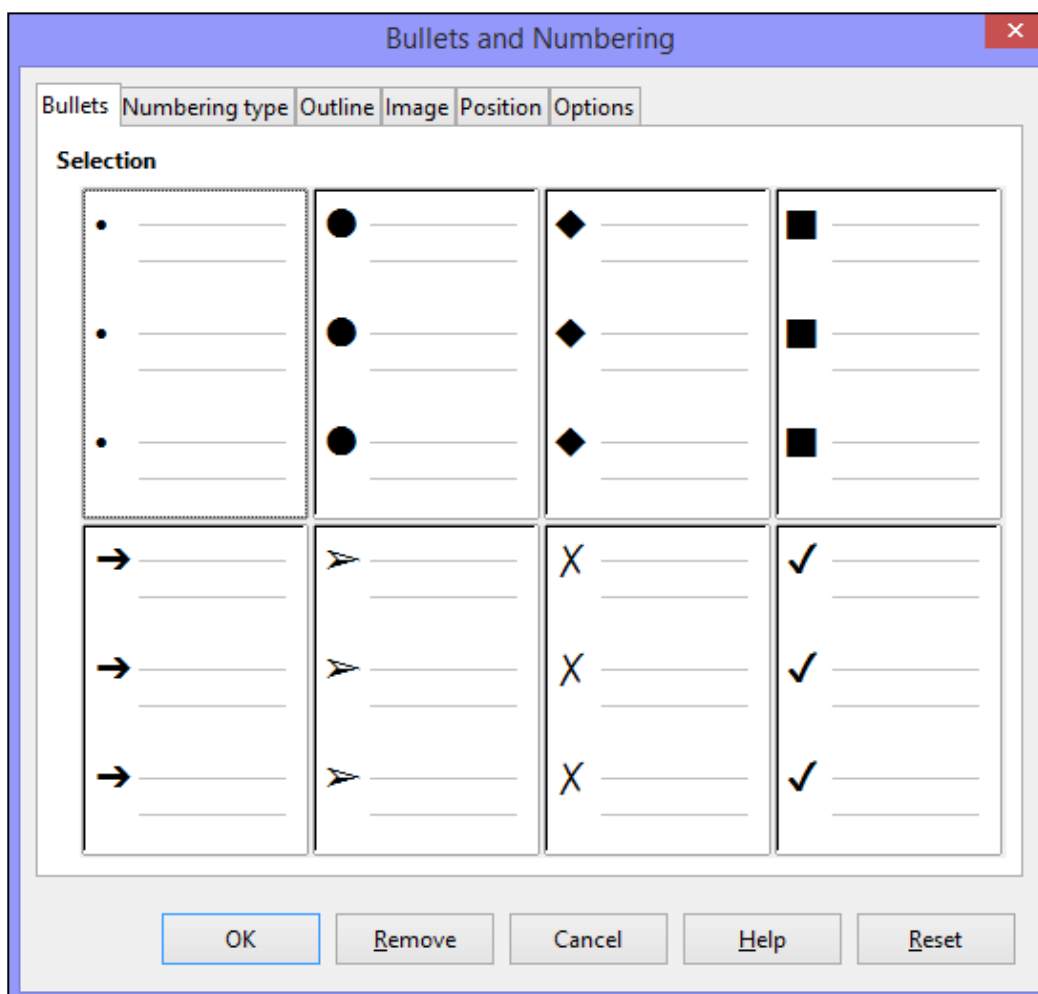 Bullets and Numbering
Bullets Numbering type Outline Image Position Options
Selection
OK Remove Cancel Help Reset